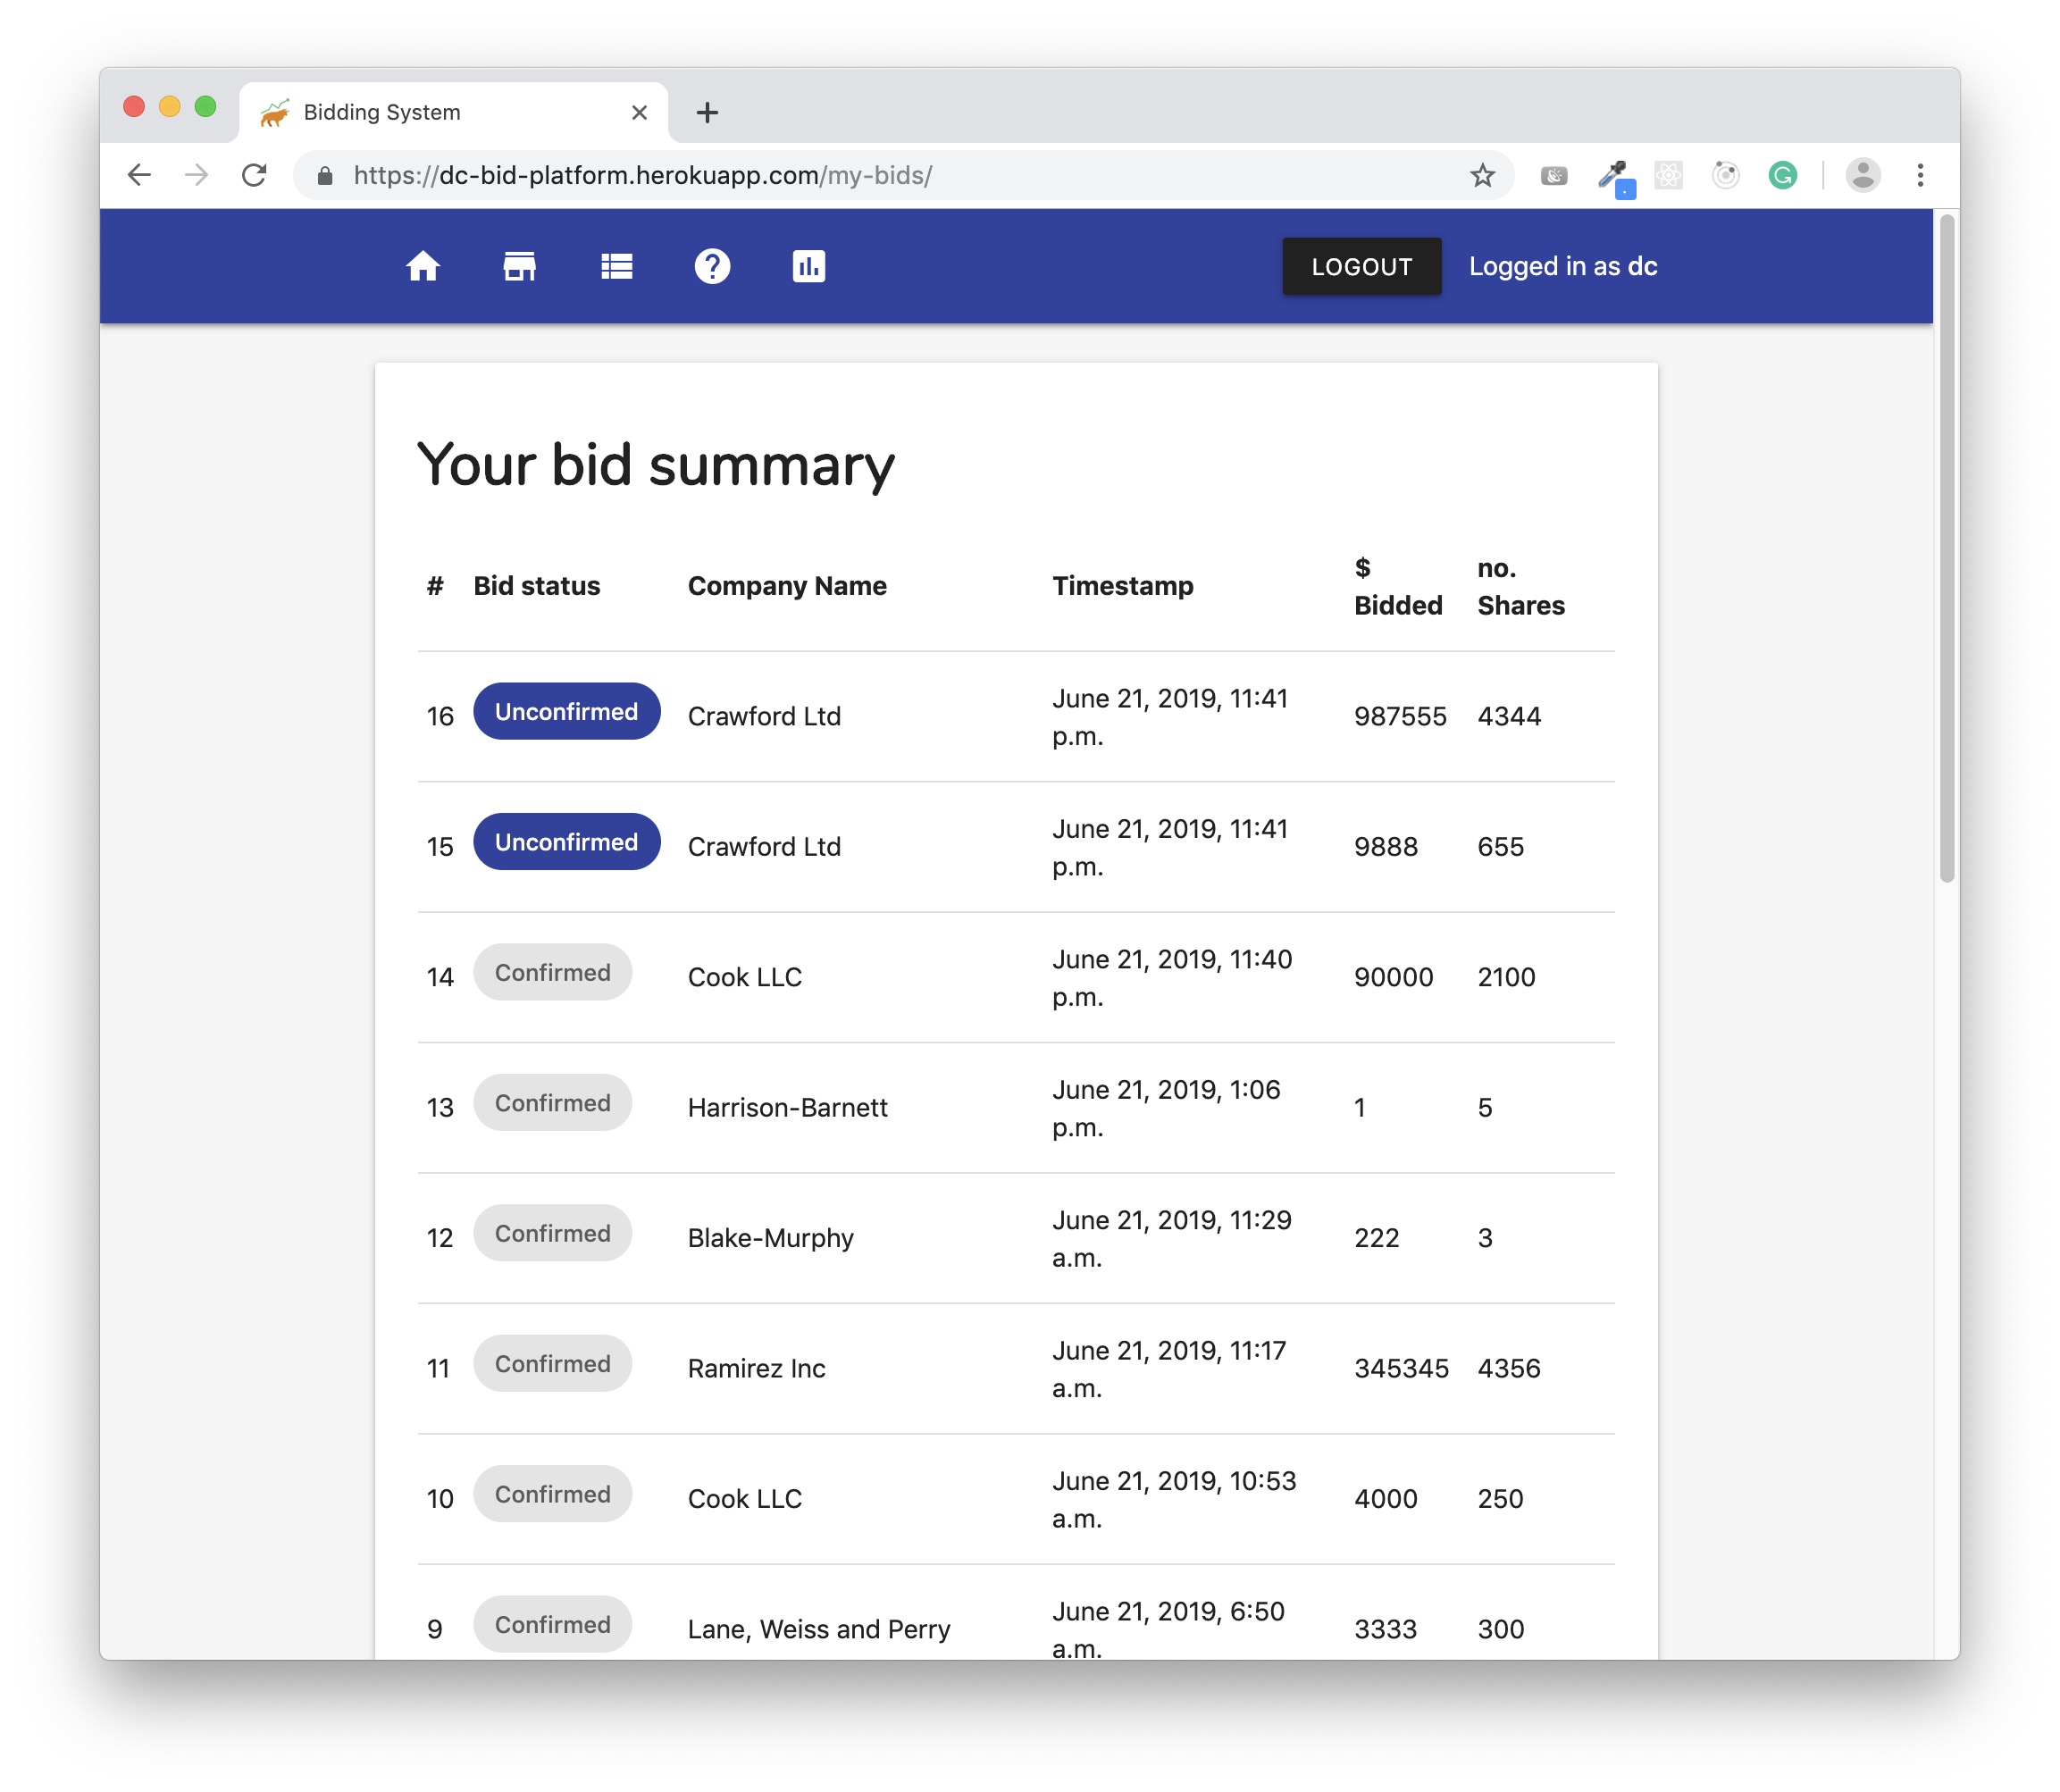 Bidding System
https://dc-bid-platform.herokuapp.com/my-bids/
LOGOUT Logged in as dc
Your bid summary
# Bid status Company Name Timestamp $ Bidded no. Shares
16 Unconfirmed Crawford Ltd June 21, 2019, 11:41 p.m. 987555 4344
15 Unconfirmed Crawford Ltd June 21, 2019, 11:41 p.m. 9888 655
14 Confirmed Cook LLC June 21, 2019, 11:40 p.m. 90000 2100
13 Confirmed Harrison-Barnett June 21, 2019, 1:06 p.m. 1 5
12 Confirmed Blake-Murphy June 21, 2019, 11:29 a.m. 222 3
11 Confirmed Ramirez Inc June 21, 2019, 11:17 a.m. 345345 4356
10 Confirmed Cook LLC June 21, 2019, 10:53 a.m. 4000 250
9 Confirmed Lane, Weiss and Perry June 21, 2019, 6:50 a.m. 3333 300